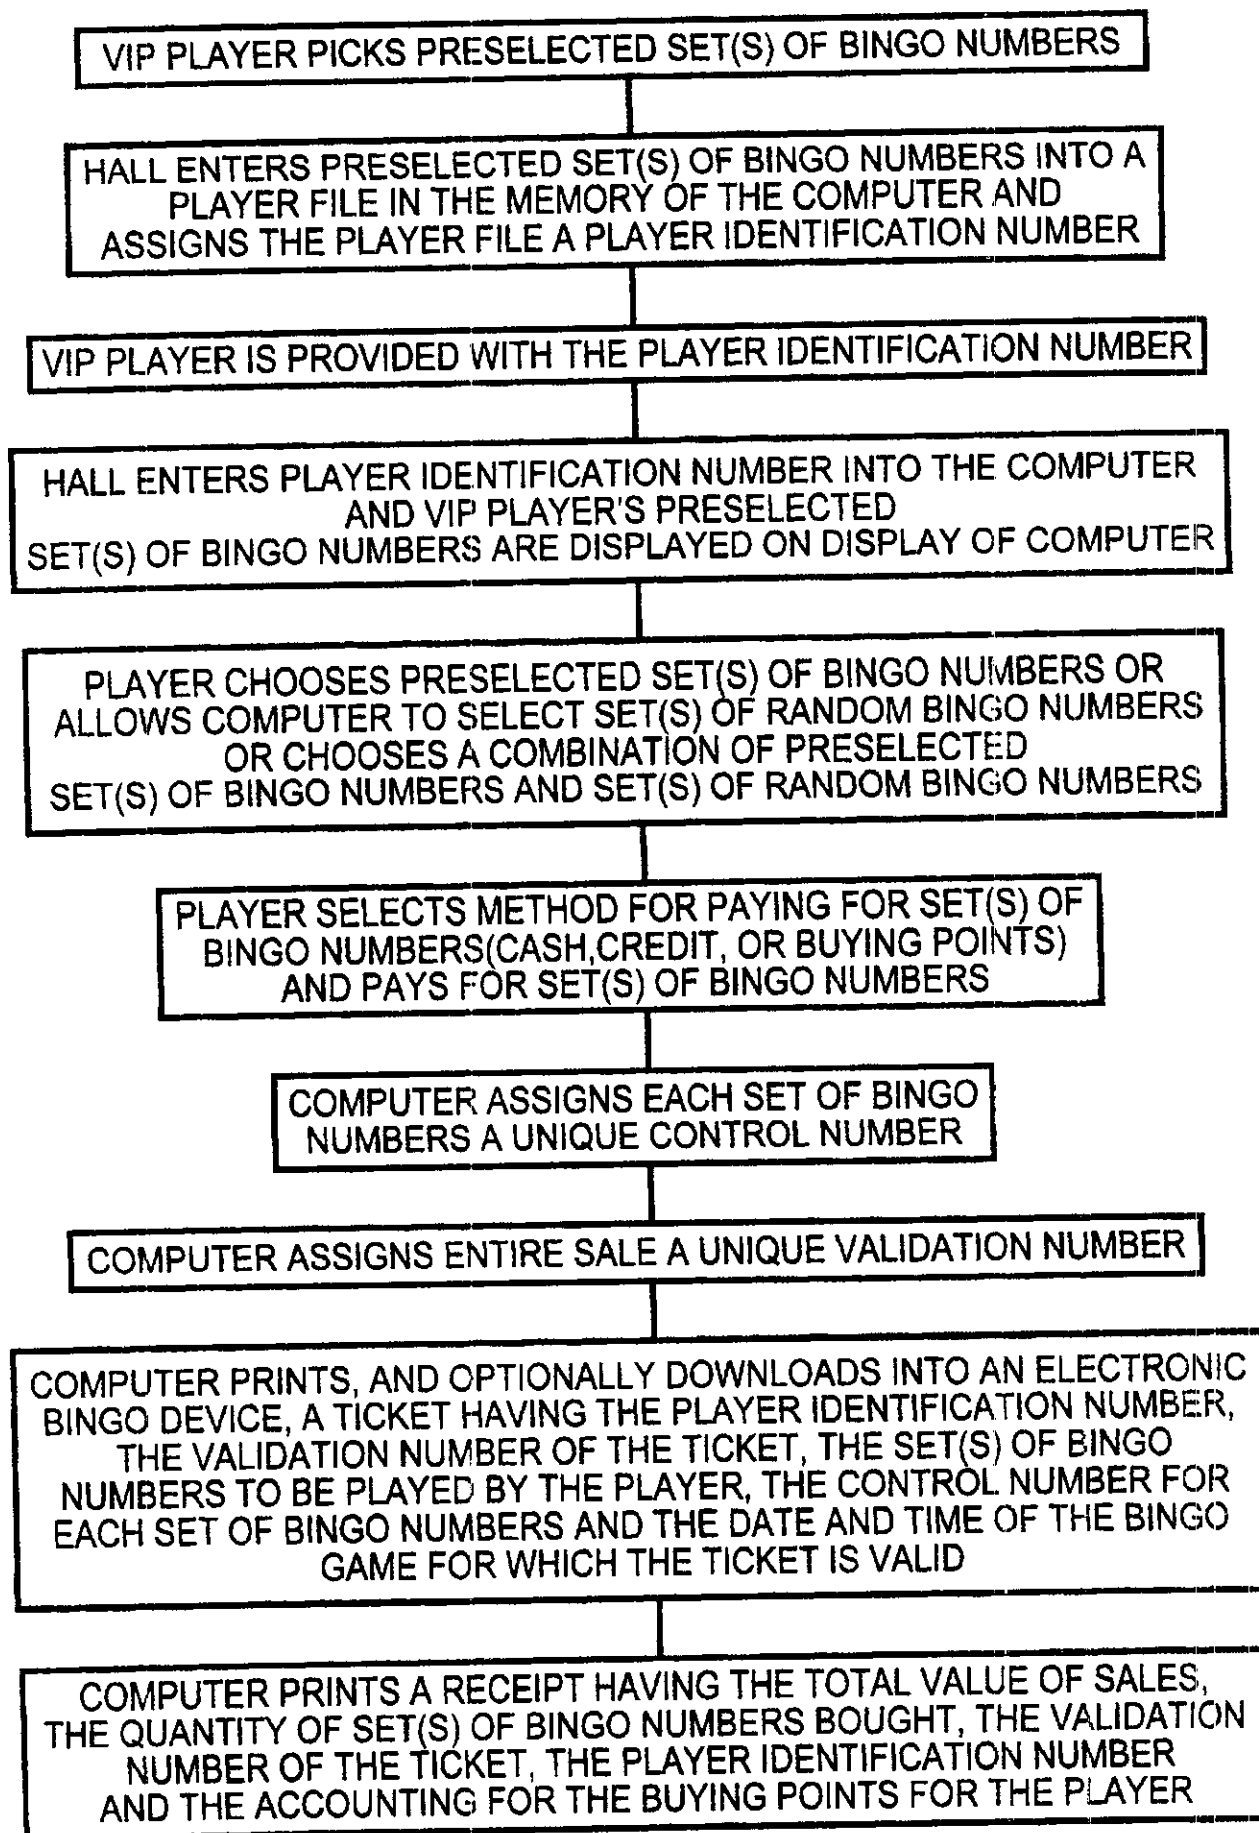 VIP PLAYER PICKS PRESELECTED SET(S) OF BINGO NUMBERS
HALL ENTERS PRESELECTED SET(S) OF BINGO NUMBERS INTO A
PLAYER FILE IN THE MEMORY OF THE COMPUTER AND
ASSIGNS THE PLAYER FILE A PLAYER IDENTIFICATION NUMBER
VIP PLAYER IS PROVIDED WITH THE PLAYER IDENTIFICATION NUMBER
HALL ENTERS PLAYER IDENTIFICATION NUMBER INTO THE COMPUTER
AND VIP PLAYER'S PRESELECTED
SET(S) OF BINGO NUMBERS ARE DISPLAYED ON DISPLAY OF COMPUTER
PLAYER CHOOSES PRESELECTED SET(S) OF BINGO NUMBERS OR
ALLOWS COMPUTER TO SELECT SET(S) OF RANDOM BINGO NUMBERS
OR CHOOSES A COMBINATION OF PRESELECTED
SET(S) OF BINGO NUMBERS AND SET(S) OF RANDOM BINGO NUMBERS
PLAYER SELECTS METHOD FOR PAYING FOR SET(S) OF
BINGO NUMBERS(CASH,CREDIT, OR BUYING POINTS)
AND PAYS FOR SET(S) OF BINGO NUMBERS
COMPUTER ASSIGNS EACH SET OF BINGO
NUMBERS A UNIQUE CONTROL NUMBER
COMPUTER ASSIGNS ENTIRE SALE A UNIQUE VALIDATION NUMBER
COMPUTER PRINTS, AND OPTIONALLY DOWNLOADS INTO AN ELECTRONIC
BINGO DEVICE, A TICKET HAVING THE PLAYER IDENTIFICATION NUMBER,
THE VALIDATION NUMBER OF THE TICKET, THE SET(S) OF BINGO
NUMBERS TO BE PLAYED BY THE PLAYER, THE CONTROL NUMBER FOR
EACH SET OF BINGO NUMBERS AND THE DATE AND TIME OF THE BINGO
GAME FOR WHICH THE TICKET IS VALID
COMPUTER PRINTS A RECEIPT HAVING THE TOTAL VALUE OF SALES,
THE QUANTITY OF SET(S) OF BINGO NUMBERS BOUGHT, THE VALIDATION
NUMBER OF THE TICKET, THE PLAYER IDENTIFICATION NUMBER
AND THE ACCOUNTING FOR THE BUYING POINTS FOR THE PLAYER